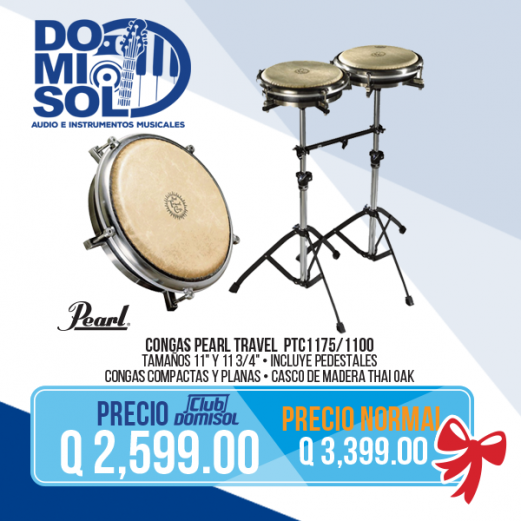 DO
MI
SOL
AUDIO E INSTRUMENTOS MUSICALES
Pearl
CONGAS PEARL TRAVEL PTC1175/1100
TAMAÑOS 11" Y 11 3/4" • INCLUYE PEDESTALES
CONGAS COMPACTAS Y PLANAS • CASCO DE MADERA THAI OAK
PRECIO Club DOMISOL
Q 2,599.00
PRECIO NORMAL
Q 3,399.00